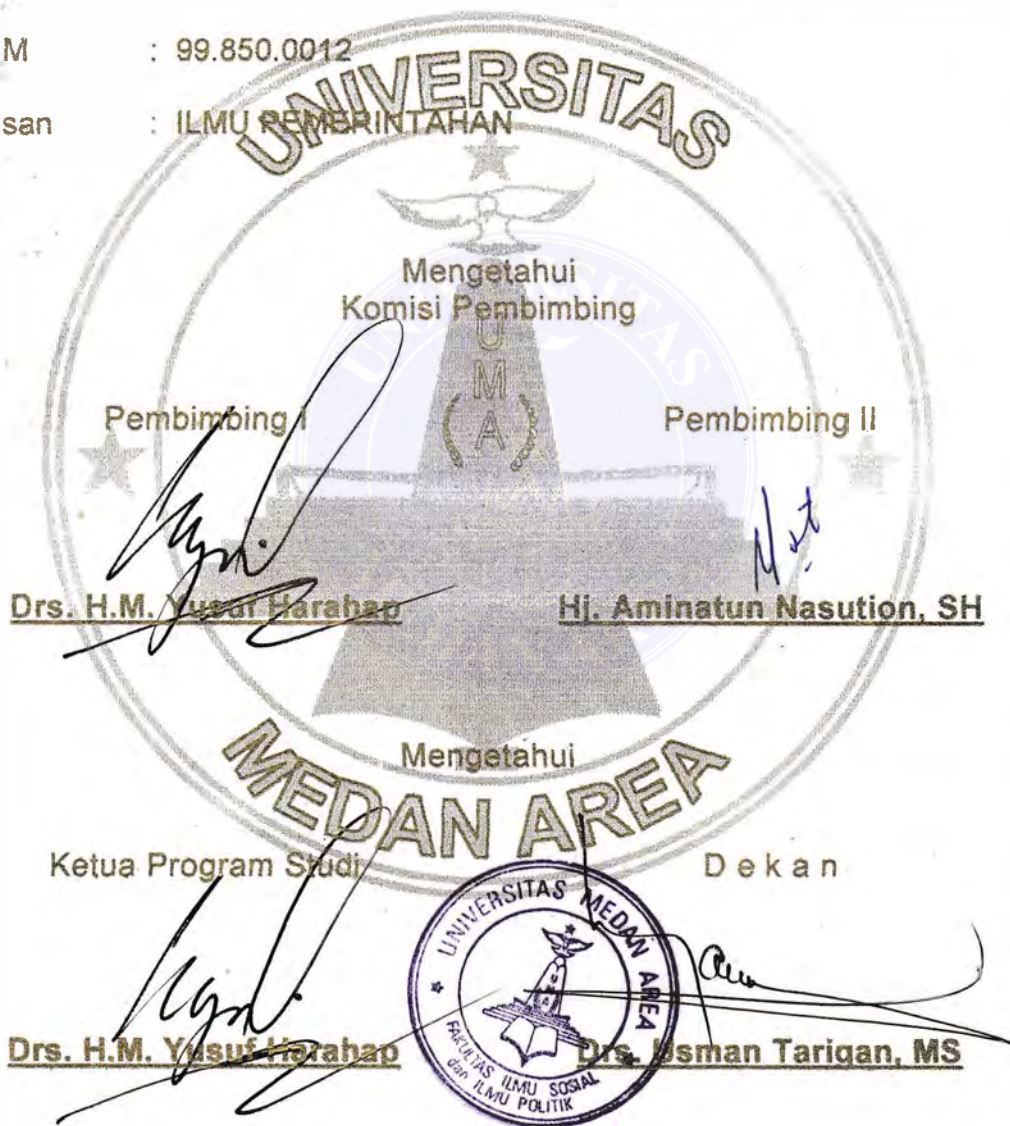 M : 99.850.0012
san : ILMU PEMERINTAHAN
UNIVERSITAS
Mengetahui
Komisi Pembimbing
UNIVERSITAS
U
M
A
Pembimbing I Pembimbing II
Drs. H.M. Yusuf Harahap Hj. Aminatun Nasution, SH
Mengetahui
MEDAN AREA
Ketua Program Studi D e k a n
UNIVERSITAS MEDAN AREA
Drs. H.M. Yusuf Harahap Drs. Usman Tarigan, MS
FAKULTAS ILMU SOSIAL
dan ILMU POLITIK